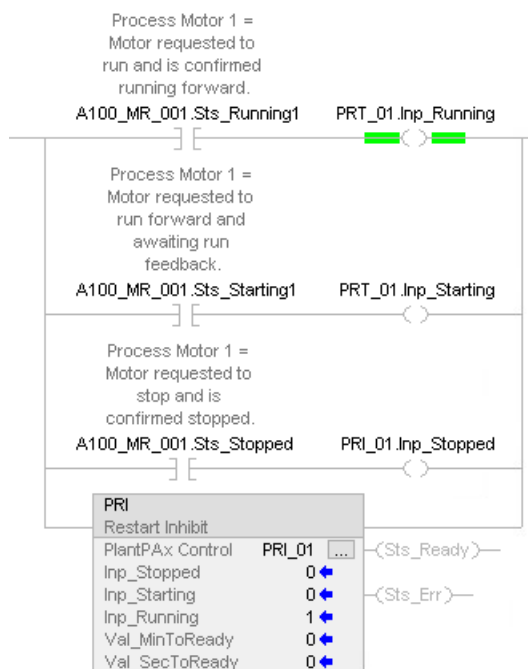 Process Motor 1 =
Motor requested to
run and is confirmed
running forward.
A100_MR_001.Sts_Running1 PRT_01.Inp_Running
Process Motor 1 =
Motor requested to
run forward and
awaiting run
feedback.
A100_MR_001.Sts_Starting1 PRT_01.Inp_Starting
Process Motor 1 =
Motor requested to
stop and is
confirmed stopped.
A100_MR_001.Sts_Stopped PRI_01.Inp_Stopped
PRI
Restart Inhibit
PlantPAx Control PRI_01 ... Sts_Ready
Inp_Stopped 0
Inp_Starting 0 Sts_Err
Inp_Running 1
Val_MinToReady 0
Val_SecToReady 0